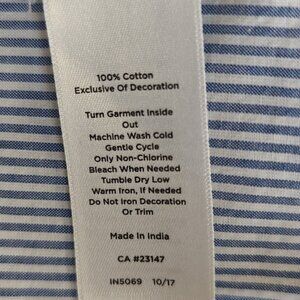 100% Cotton
Exclusive Of Decoration
Turn Garment Inside
Out
Machine Wash Cold
Gentle Cycle
Only Non-Chlorine
Bleach When Needed
Tumble Dry Low
Warm Iron, If Needed
Do Not Iron Decoration
Or Trim
Made In India
CA #23147
IN5069 10/17